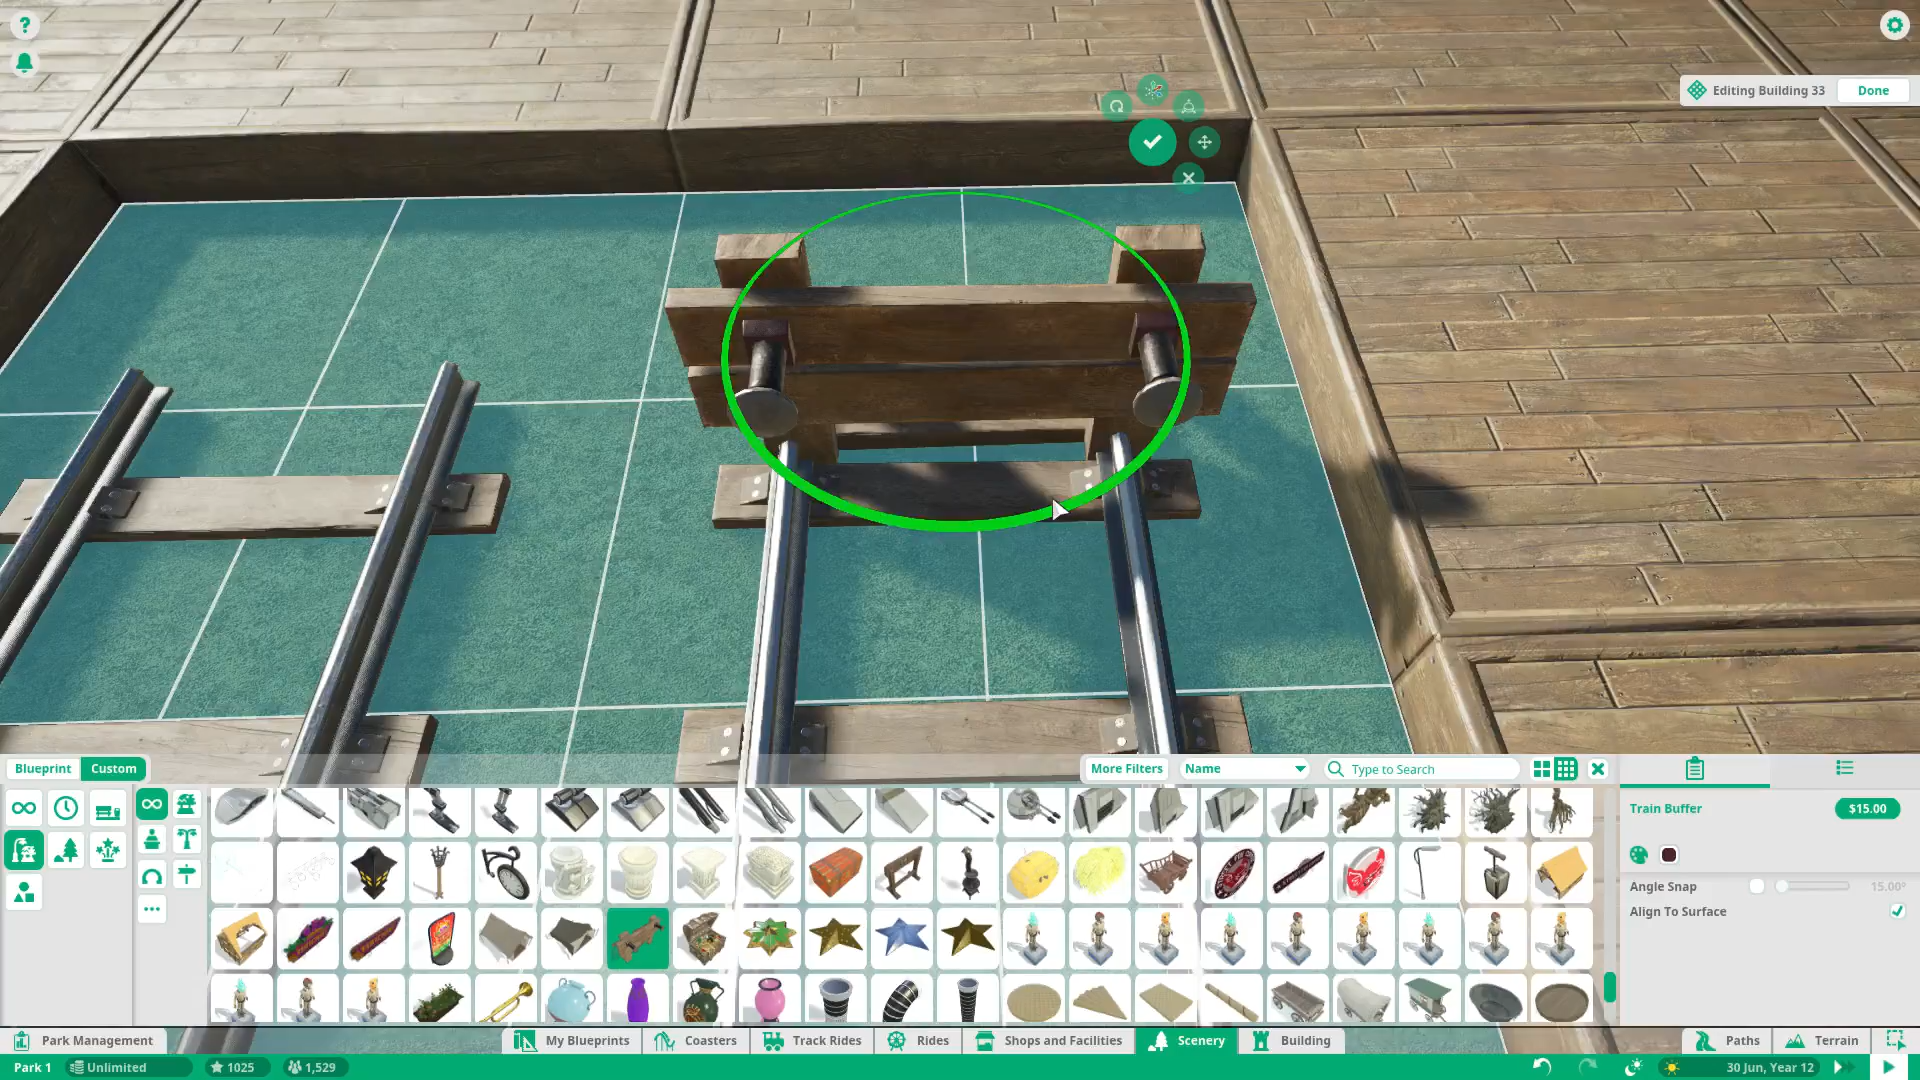 ?
Editing Building 33
Done
Blueprint
Custom
More Filters
Name
Type to Search
Train Buffer
$15.00
Angle Snap
15.00°
Align To Surface
Park Management
My Blueprints
Coasters
Track Rides
Rides
Shops and Facilities
Scenery
Building
Paths
Terrain
Park 1
Unlimited
1025
1,529
30 Jun, Year 12